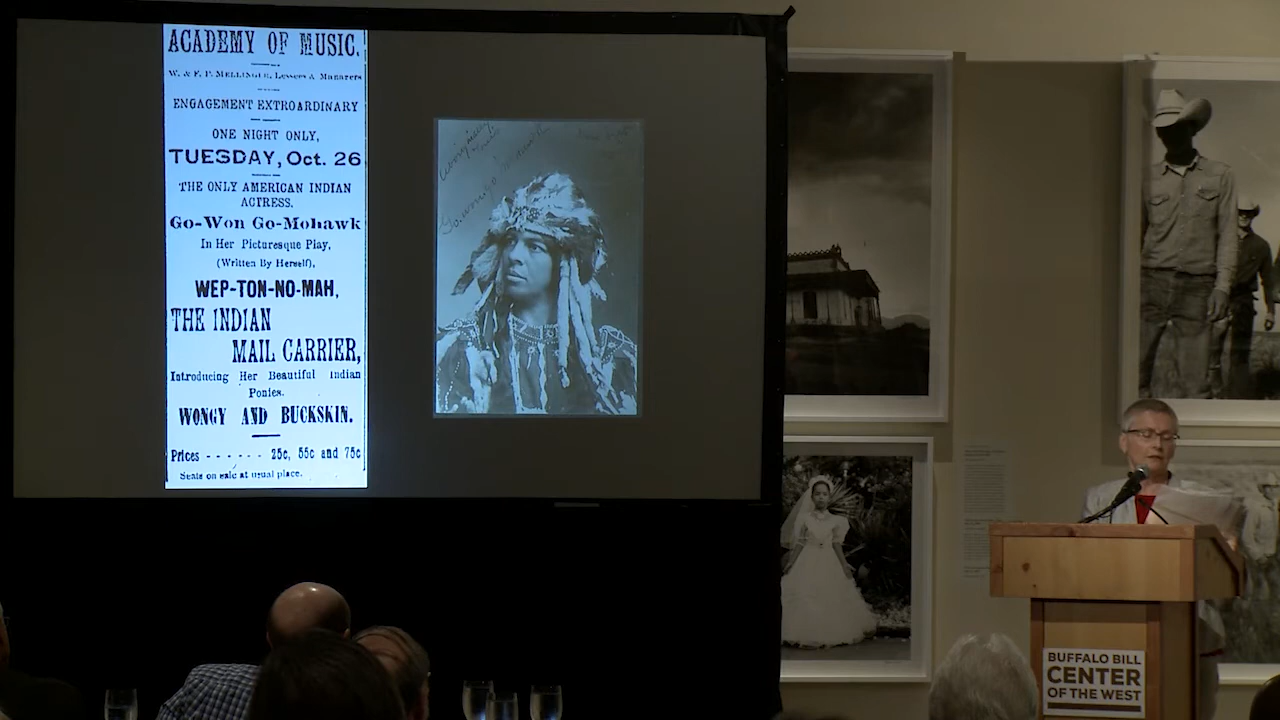 ACADEMY OF MUSIC.
W. & F. P. MELLINGER, Lessees & Managers
ENGAGEMENT EXTROARDINARY
ONE NIGHT ONLY,
TUESDAY, Oct. 26
THE ONLY AMERICAN INDIAN
ACTRESS.
Go-Won Go-Mohawk
In Her Picturesque Play,
(Written By Herself),
WEP-TON-NO-MAH,
THE INDIAN
MAIL CARRIER,
Introducing Her Beautiful Indian
Ponies.
WONGY AND BUCKSKIN.
Prices - - - - - - 25c, 55c and 75c
Seats on sale at usual place.
BUFFALO BILL
CENTER
OF THE WEST